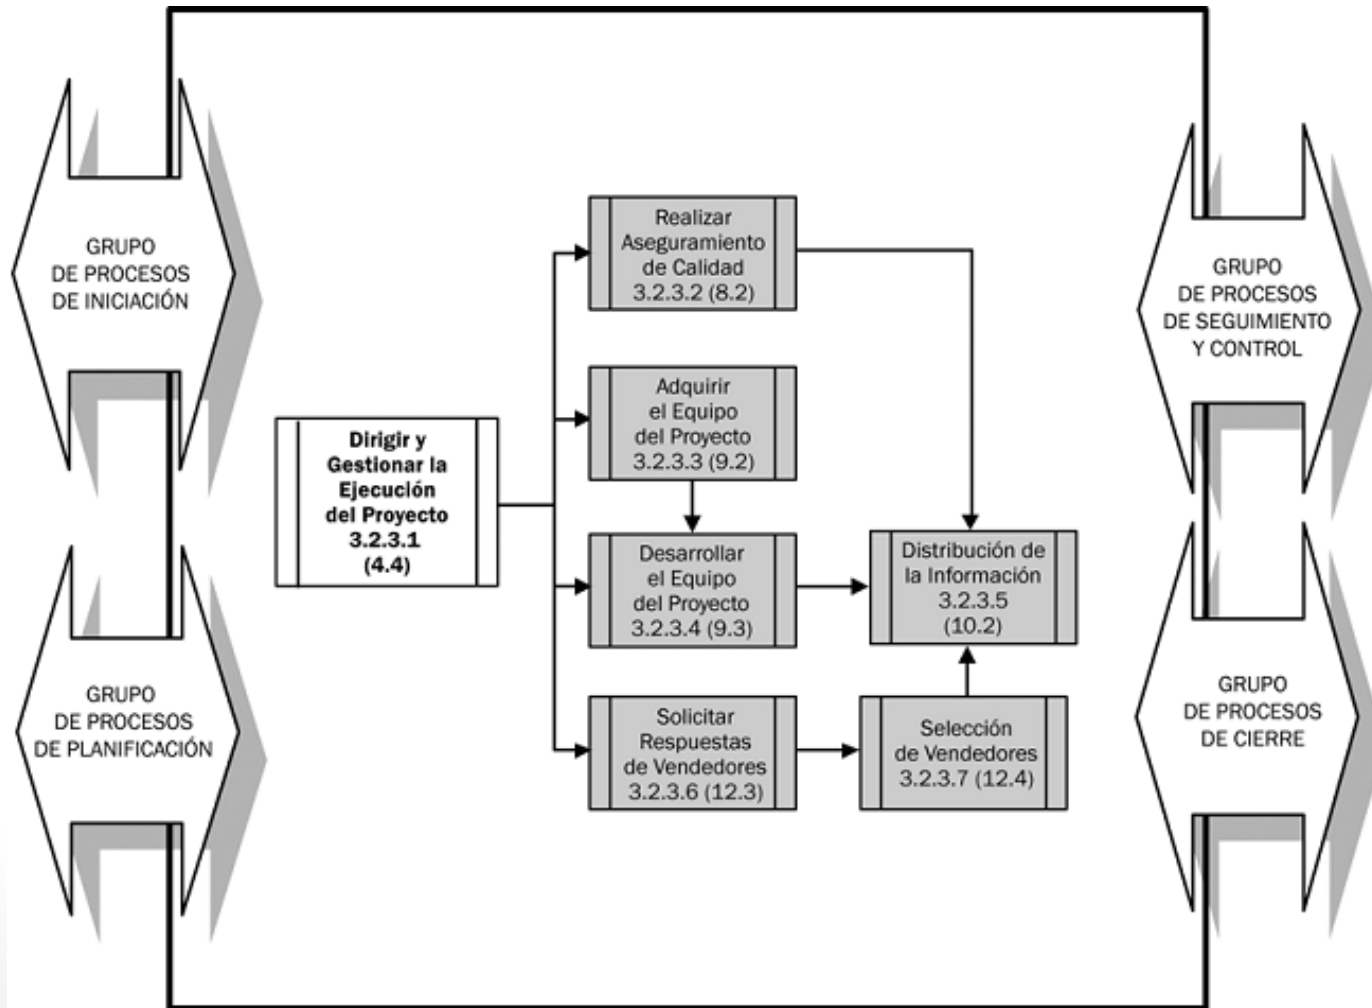 GRUPO
DE PROCESOS
DE INICIACIÓN
GRUPO
DE PROCESOS
DE PLANIFICACIÓN
Dirigir y
Gestionar la
Ejecución
del Proyecto
3.2.3.1
(4.4)
Realizar
Aseguramiento
de Calidad
3.2.3.2 (8.2)
Adquirir
el Equipo
del Proyecto
3.2.3.3 (9.2)
Desarrollar
el Equipo
del Proyecto
3.2.3.4 (9.3)
Solicitar
Respuestas
de Vendedores
3.2.3.6 (12.3)
Distribución de
la Información
3.2.3.5
(10.2)
Selección
de Vendedores
3.2.3.7 (12.4)
GRUPO
DE PROCESOS
DE SEGUIMIENTO
Y CONTROL
GRUPO
DE PROCESOS
DE CIERRE